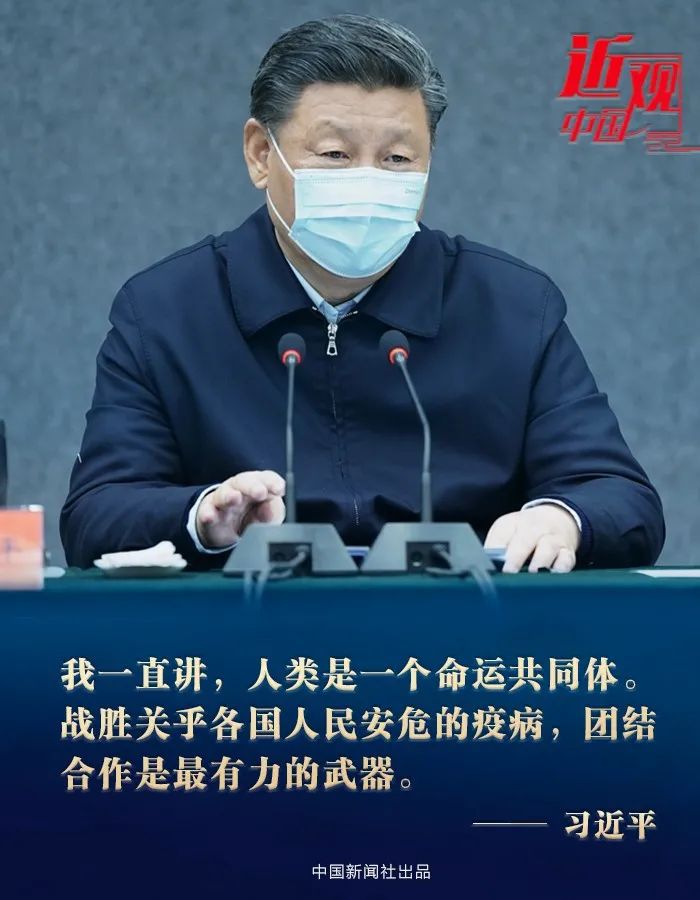 近观
中国
我一直讲，人类是一个命运共同体。
战胜关乎各国人民安危的疫病，团结
合作是最有力的武器。
—— 习近平
中国新闻社出品